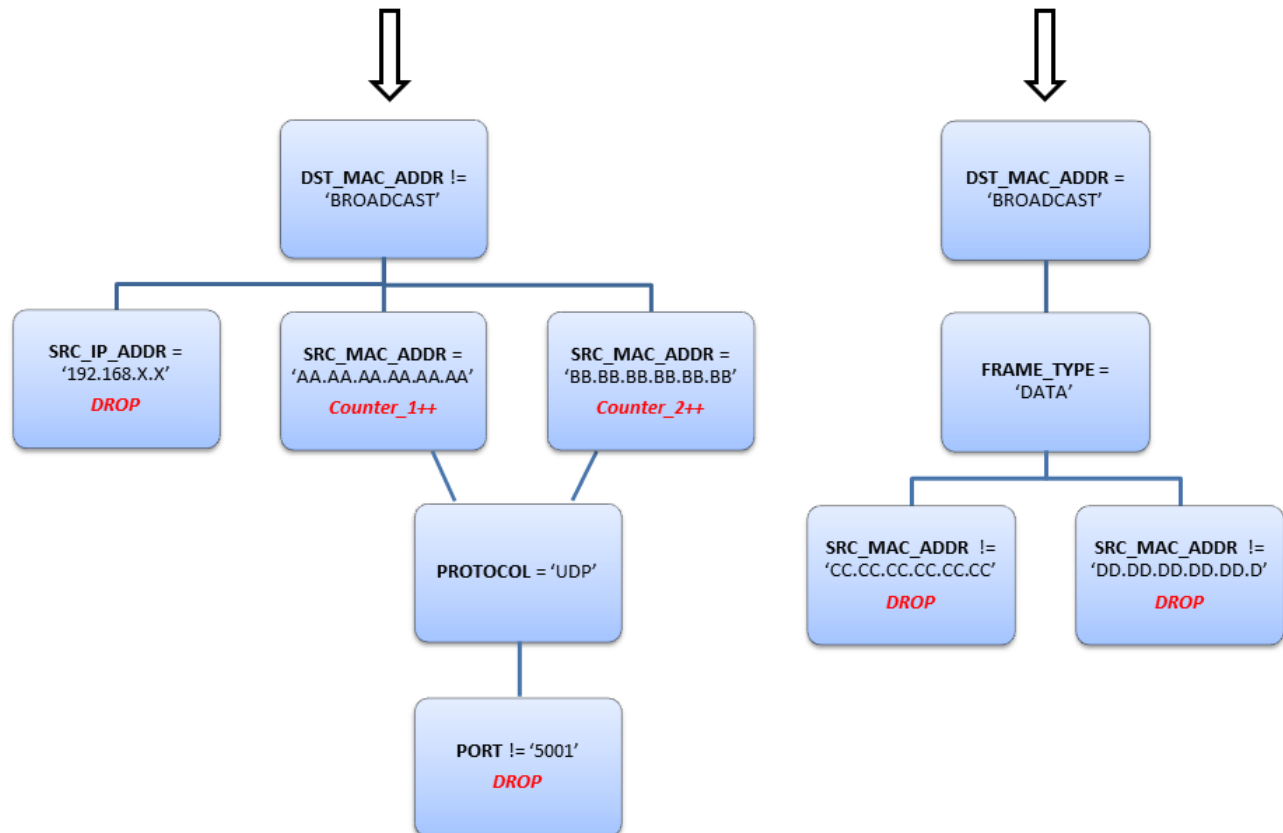 DST_MAC_ADDR !=
‘BROADCAST’
DST_MAC_ADDR =
‘BROADCAST’
SRC_IP_ADDR =
‘192.168.X.X’
DROP
SRC_MAC_ADDR =
‘AA.AA.AA.AA.AA.AA’
Counter_1++
SRC_MAC_ADDR =
‘BB.BB.BB.BB.BB.BB’
Counter_2++
FRAME_TYPE =
‘DATA’
PROTOCOL = ‘UDP’
SRC_MAC_ADDR !=
‘CC.CC.CC.CC.CC.CC’
DROP
SRC_MAC_ADDR !=
‘DD.DD.DD.DD.DD.D’
DROP
PORT != ‘5001’
DROP